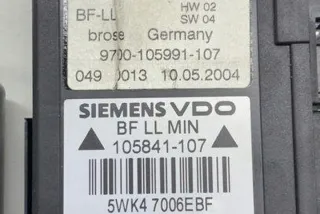 HW 02
BF-LL
SW 04
brose Germany
9700-105991-107
049 0013 10.05.2004
SIEMENS VDO
BF LL MIN
105841-107
5WK4 7006EBF